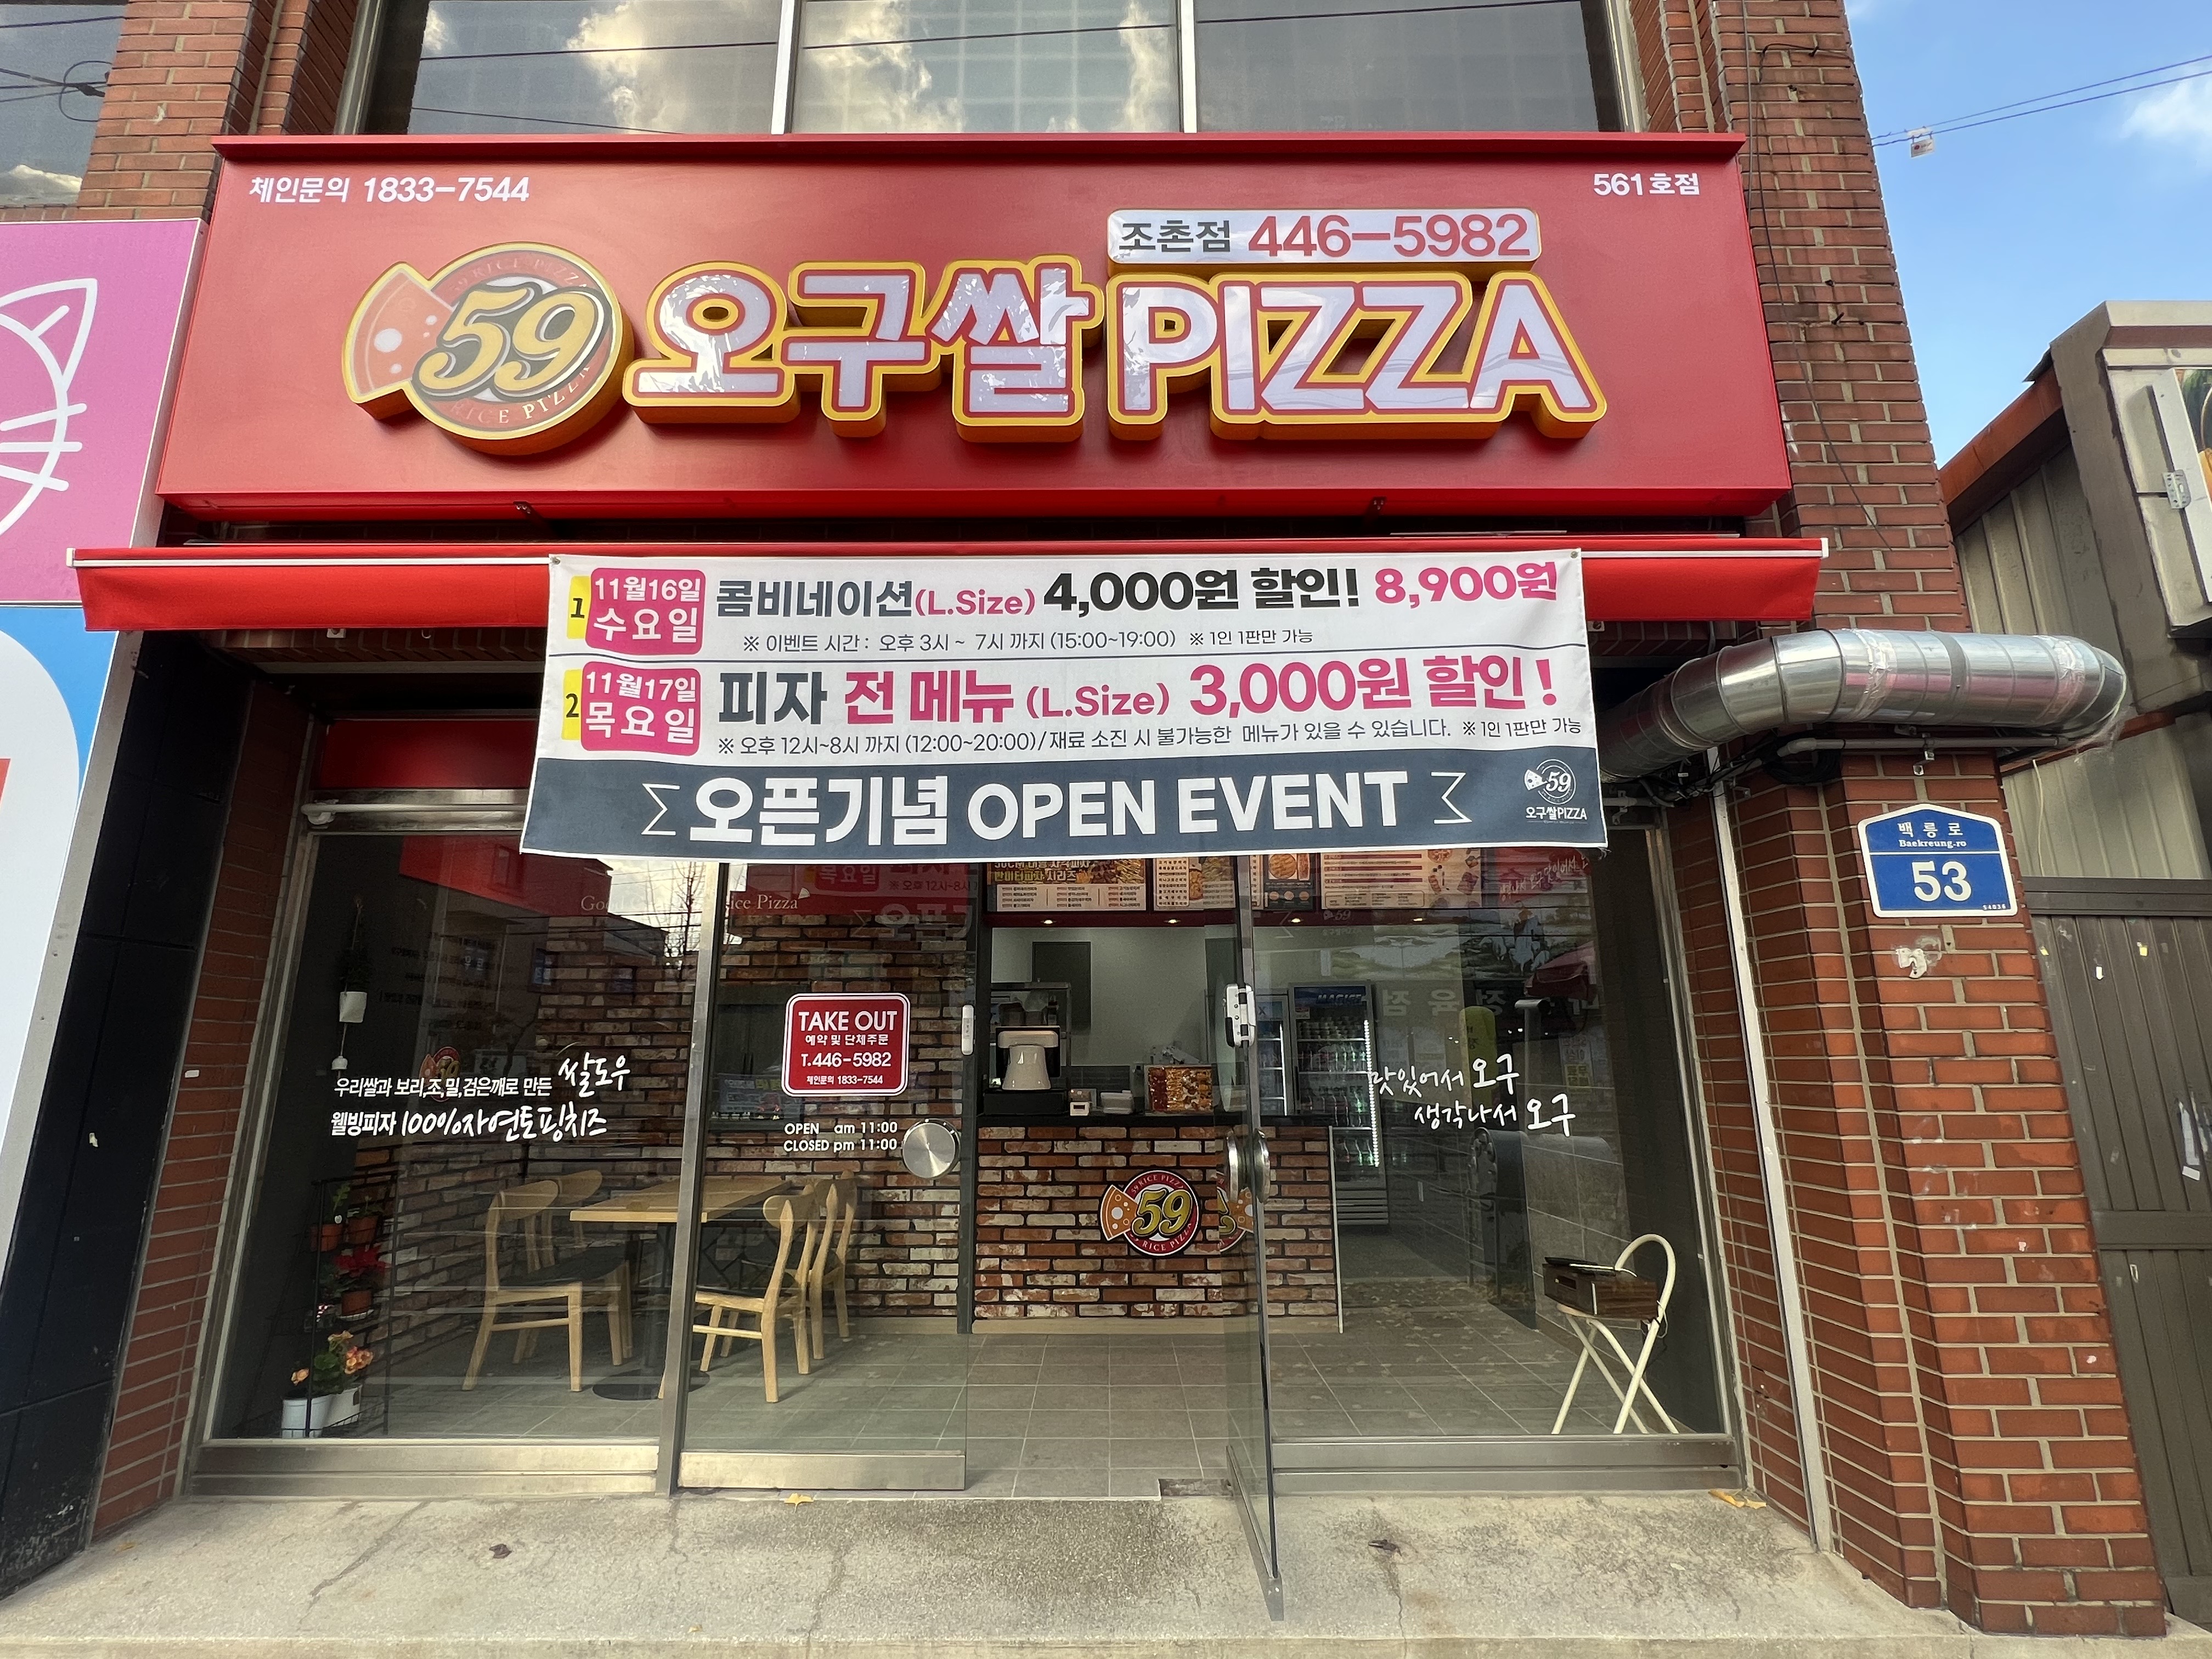 체인문의 1833-7544
561호점
조촌점 446-5982
59 RICE PIZZA
59
RICE PIZZA
오구쌀 PIZZA
1 11월16일 수요일 콤비네이션(L.Size) 4,000원 할인! 8,900원
※ 이벤트 시간 : 오후 3시 ~ 7시 까지 (15:00~19:00) ※ 1인 1판만 가능
2 11월17일 목요일 피자 전 메뉴 (L.Size) 3,000원 할인!
※ 오후 12시~8시 까지 (12:00~20:00)/재료 소진 시 불가능한 메뉴가 있을 수 있습니다. ※ 1인 1판만 가능
오픈기념 OPEN EVENT
59
오구쌀PIZZA
백릉로
Baekreung-ro
53
TAKE OUT
예약 및 단체주문
T.446-5982
체인문의 1833-7544
OPEN am 11:00
CLOSED pm 11:00
우리쌀과 보리,조,밀,검은깨로 만든 쌀도우
웰빙피자 100%자연토핑치즈
맛있어서 오구
생각나서 오구
59 RICE PIZZA
59
RICE PIZZA